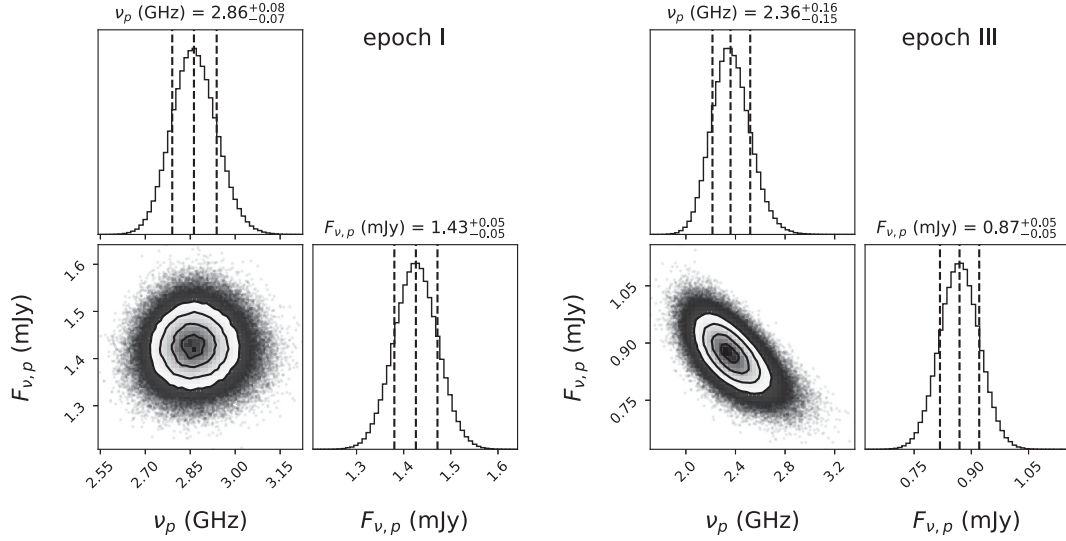 ν_p (GHz) = 2.86^{+0.08}_{-0.07}
epoch I
F_{ν,p} (mJy) = 1.43^{+0.05}_{-0.05}
F_{ν,p} (mJy)
1.6
1.5
1.4
1.3
2.55 2.70 2.85 3.00 3.15
ν_p (GHz)
1.3 1.4 1.5 1.6
F_{ν,p} (mJy)
ν_p (GHz) = 2.36^{+0.16}_{-0.15}
epoch III
F_{ν,p} (mJy) = 0.87^{+0.05}_{-0.05}
F_{ν,p} (mJy)
1.05
0.90
0.75
2.0 2.4 2.8 3.2
ν_p (GHz)
0.75 0.90 1.05
F_{ν,p} (mJy)